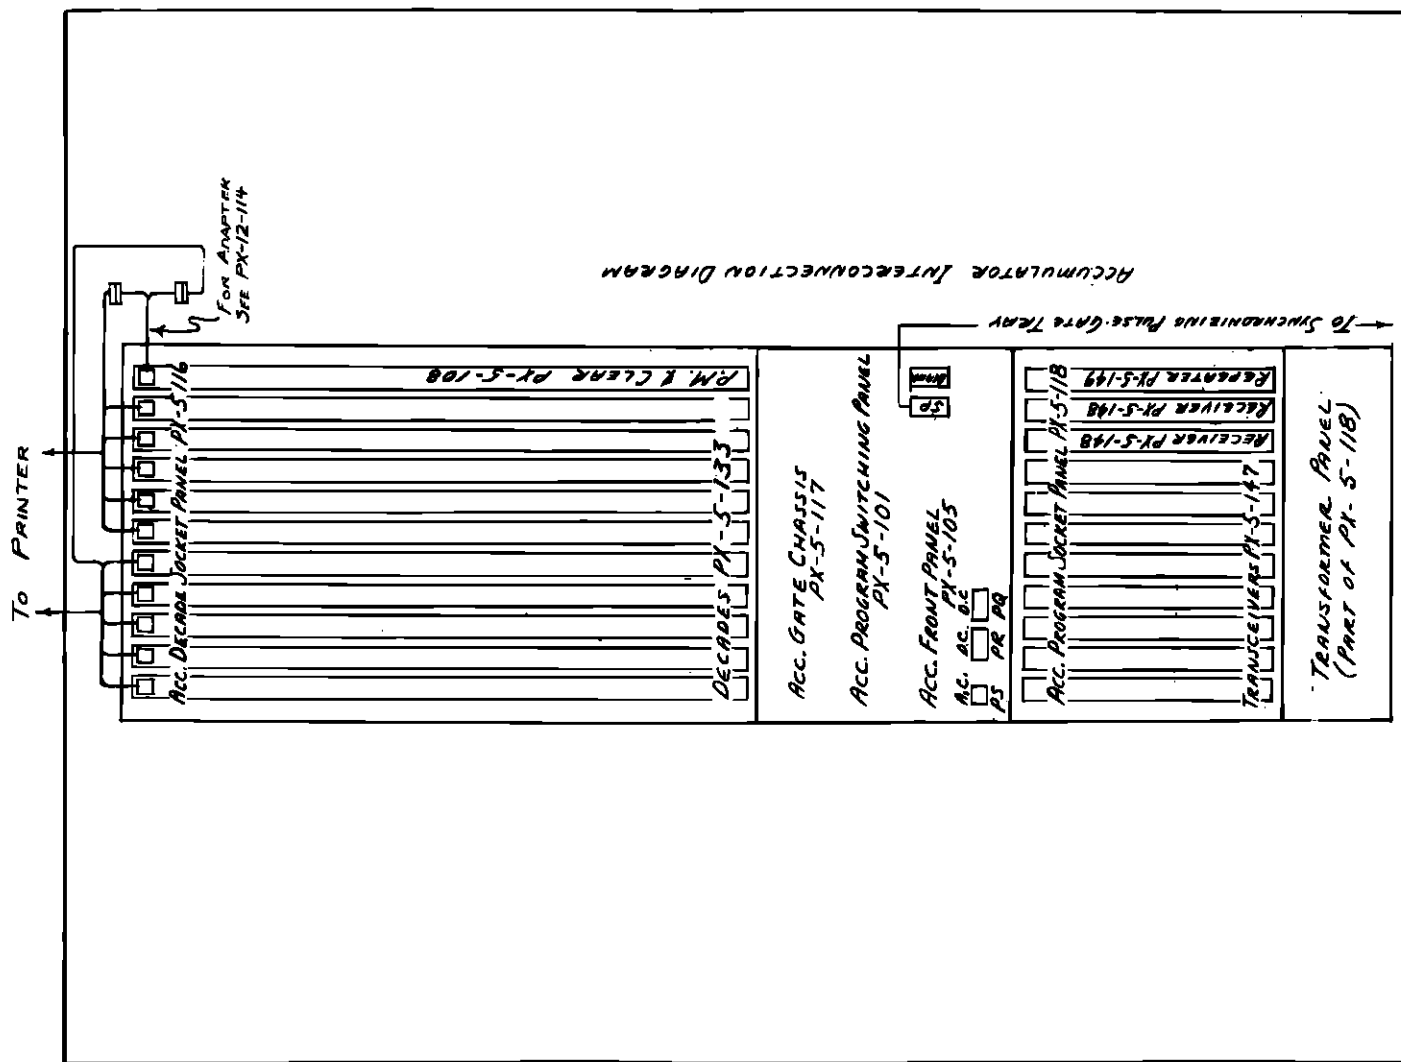 TO PRINTER
FOR ADAPTER
SEE PX-12-114
ACCUMULATOR INTERCONNECTION DIAGRAM
TO SYNCHRONIZING PULSE-GATE TRAY
ACC. DECADE SOCKET PANEL PX-5-116
P.M. & CLEAR PX-5-108
DECADES PX-5-133
ACC. GATE CHASSIS
PX-5-117
ACC. PROGRAM SWITCHING PANEL
PX-5-101
ACC. FRONT PANEL
PX-5-105
SP
A.C. D.C. D.C
PS PR PQ
ACC. PROGRAM SOCKET PANEL PX-5-118
REPEATER PX-5-149
RECEIVER PX-5-148
RECEIVER PX-5-148
TRANSCEIVERS PX-5-147
TRANSFORMER PANEL
(PART OF PX-5-118)